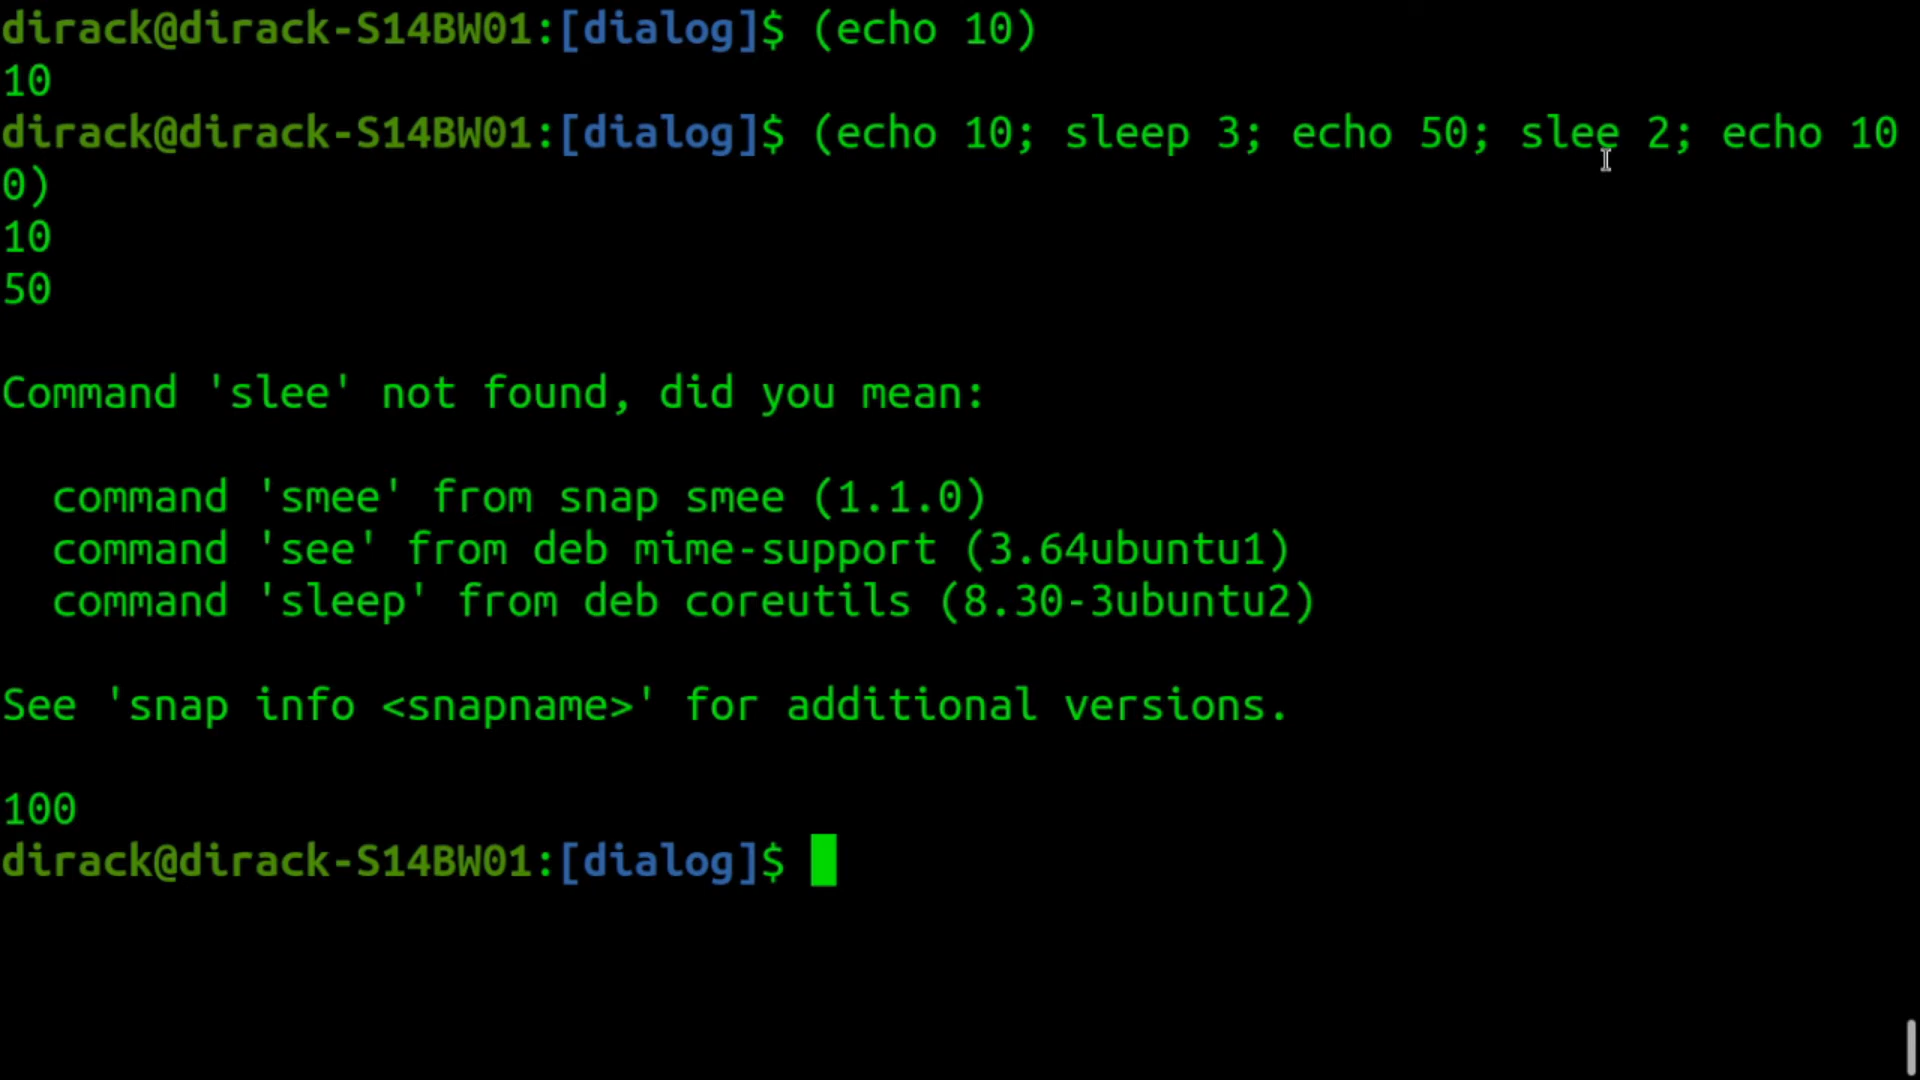 dirack@dirack-S14BW01:[dialog]$ (echo 10)
10
dirack@dirack-S14BW01:[dialog]$ (echo 10; sleep 3; echo 50; slee 2; echo 10
0)
10
50
Command 'slee' not found, did you mean:
  command 'smee' from snap smee (1.1.0)
  command 'see' from deb mime-support (3.64ubuntu1)
  command 'sleep' from deb coreutils (8.30-3ubuntu2)
See 'snap info <snapname>' for additional versions.
100
dirack@dirack-S14BW01:[dialog]$